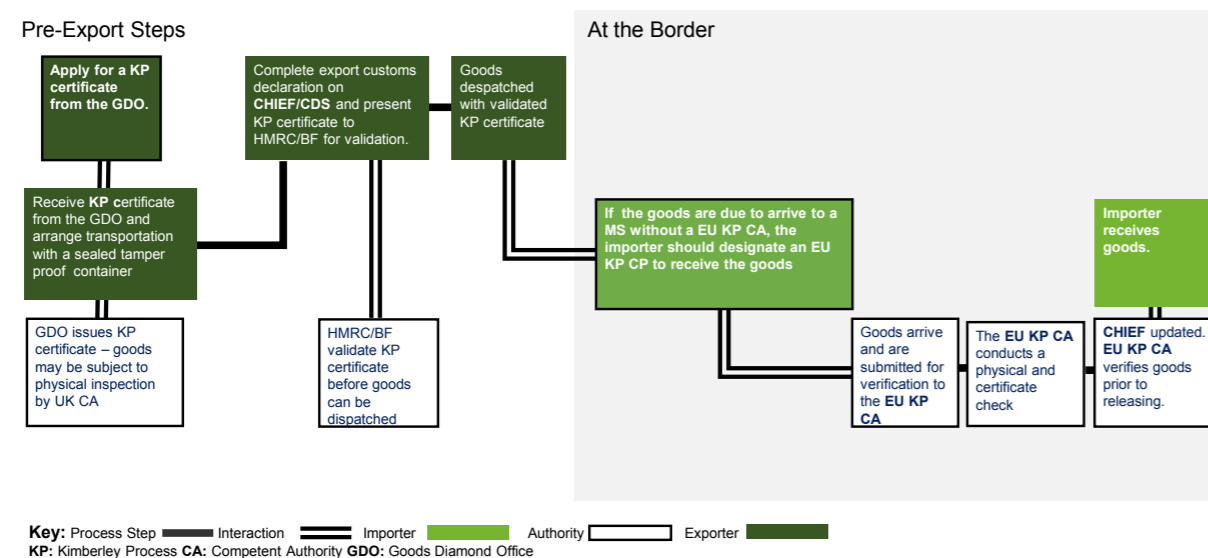 Pre-Export Steps
At the Border
Apply for a KP
certificate
from the GDO.
Complete export customs
declaration on
CHIEF/CDS and present
KP certificate to
HMRC/BF for validation.
Goods
despatched
with validated
KP certificate
Receive KP certificate
from the GDO and
arrange transportation
with a sealed tamper
proof container
If the goods are due to arrive to a
MS without a EU KP CA, the
importer should designate an EU
KP CP to receive the goods
Importer
receives
goods.
GDO issues KP
certificate – goods
may be subject to
physical inspection
by UK CA
HMRC/BF
validate KP
certificate
before goods
can be
dispatched
Goods arrive
and are
submitted for
verification to
the EU KP
CA
The EU KP CA
conducts a
physical and
certificate
check
CHIEF updated.
EU KP CA
verifies goods
prior to
releasing.
Key: Process Step Interaction Importer Authority Exporter
KP: Kimberley Process CA: Competent Authority GDO: Goods Diamond Office